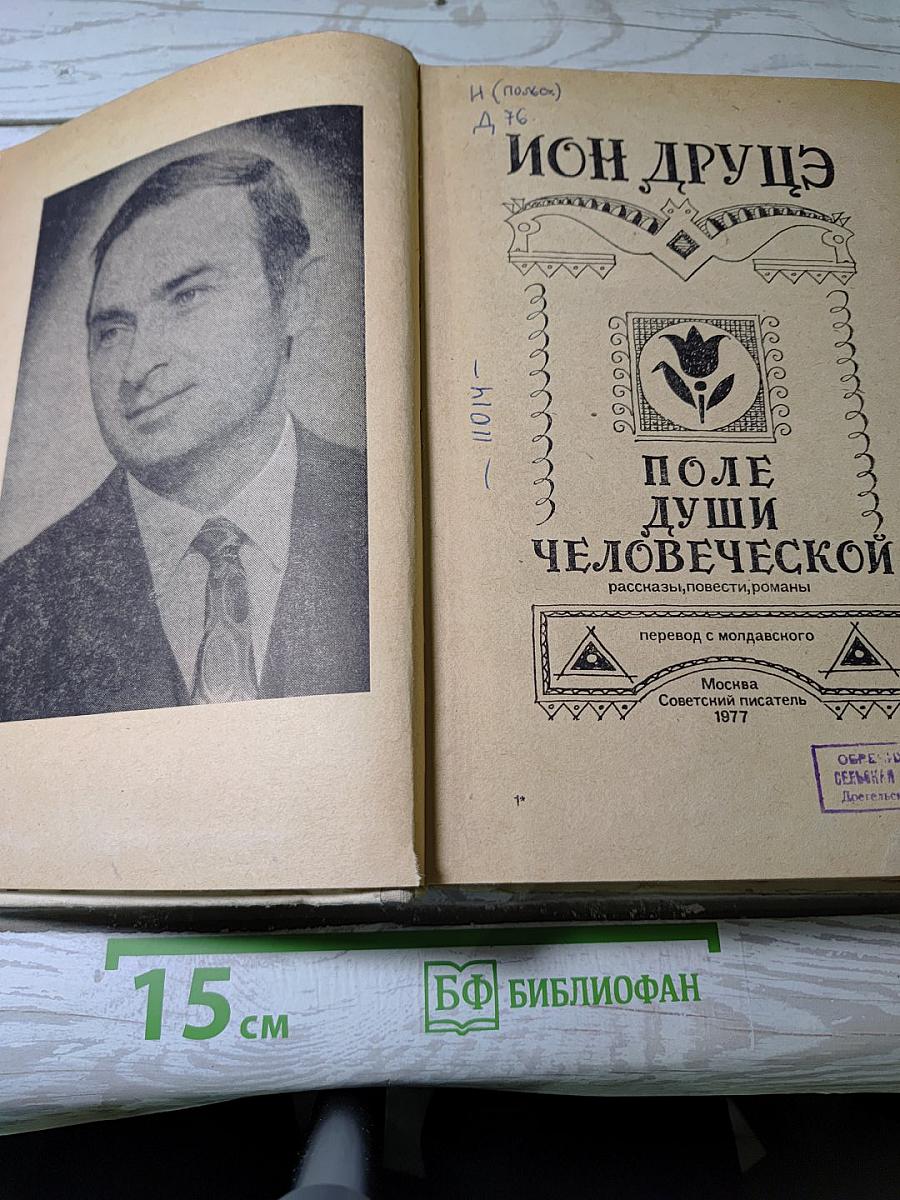 Д 76
ИОН ДРУЦЭ
– 11014 –
ПОЛЕ
ДУШИ
ЧЕЛОВЕЧЕСКОЙ
рассказы,повести,романы
перевод с молдавского
Москва
Советский писатель
1977
СЕЛЬСКАЯ
1*
15 см
БФ БИБЛИОФАН